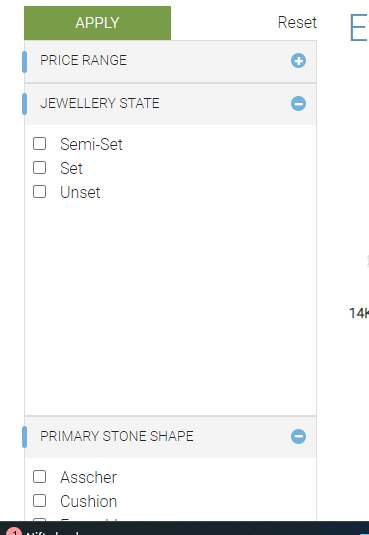 APPLY
Reset
PRICE RANGE
JEWELLERY STATE
Semi-Set
Set
Unset
14K
PRIMARY STONE SHAPE
Asscher
Cushion